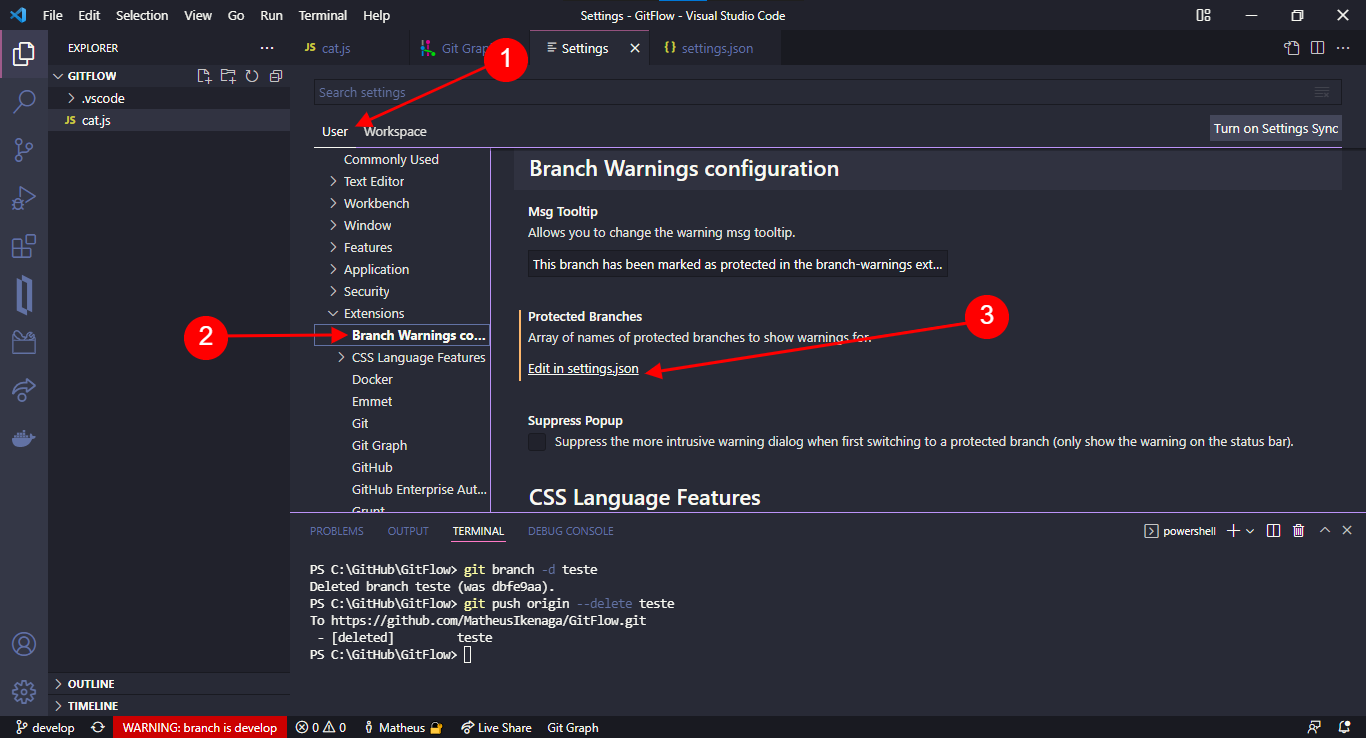 File Edit Selection View Go Run Terminal Help
Settings - GitFlow - Visual Studio Code
EXPLORER
JS cat.js
Git Grap
Settings
{} settings.json
1
GITFLOW
.vscode
JS cat.js
Search settings
User Workspace
Turn on Settings Sync
Commonly Used
Text Editor
Workbench
Window
Features
Application
Security
Extensions
2
Branch Warnings co...
CSS Language Features
Docker
Emmet
Git
Git Graph
GitHub
GitHub Enterprise Aut...
Grunt
Branch Warnings configuration
Msg Tooltip
Allows you to change the warning msg tooltip.
This branch has been marked as protected in the branch-warnings ext...
Protected Branches
3
Array of names of protected branches to show warnings for.
Edit in settings.json
Suppress Popup
Suppress the more intrusive warning dialog when first switching to a protected branch (only show the warning on the status bar).
CSS Language Features
PROBLEMS OUTPUT TERMINAL DEBUG CONSOLE
powershell
PS C:\GitHub\GitFlow> git branch -d teste
Deleted branch teste (was dbfe9aa).
PS C:\GitHub\GitFlow> git push origin --delete teste
To https://github.com/MatheusIkenaga/GitFlow.git
 - [deleted]         teste
PS C:\GitHub\GitFlow>
OUTLINE
TIMELINE
develop
WARNING: branch is develop
0 0
Matheus
Live Share
Git Graph